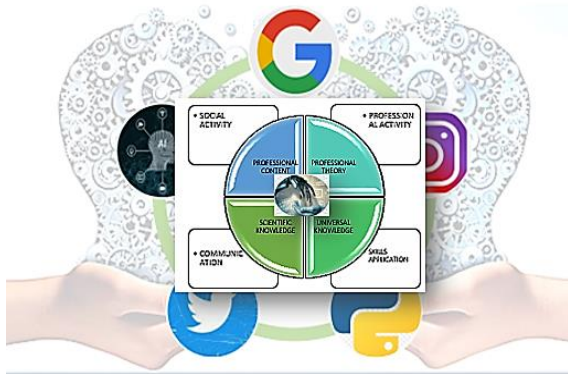 G
AI
• SOCIAL
ACTIVITY
• PROFESSION
AL ACTIVITY
PROFESSIONAL
CONTENT
PROFESSIONAL
THEORY
SCIENTIFIC
KNOWLEDGE
UNIVERSAL
KNOWLEDGE
• COMMUNIC
ATION
SKILLS
APPLICATION